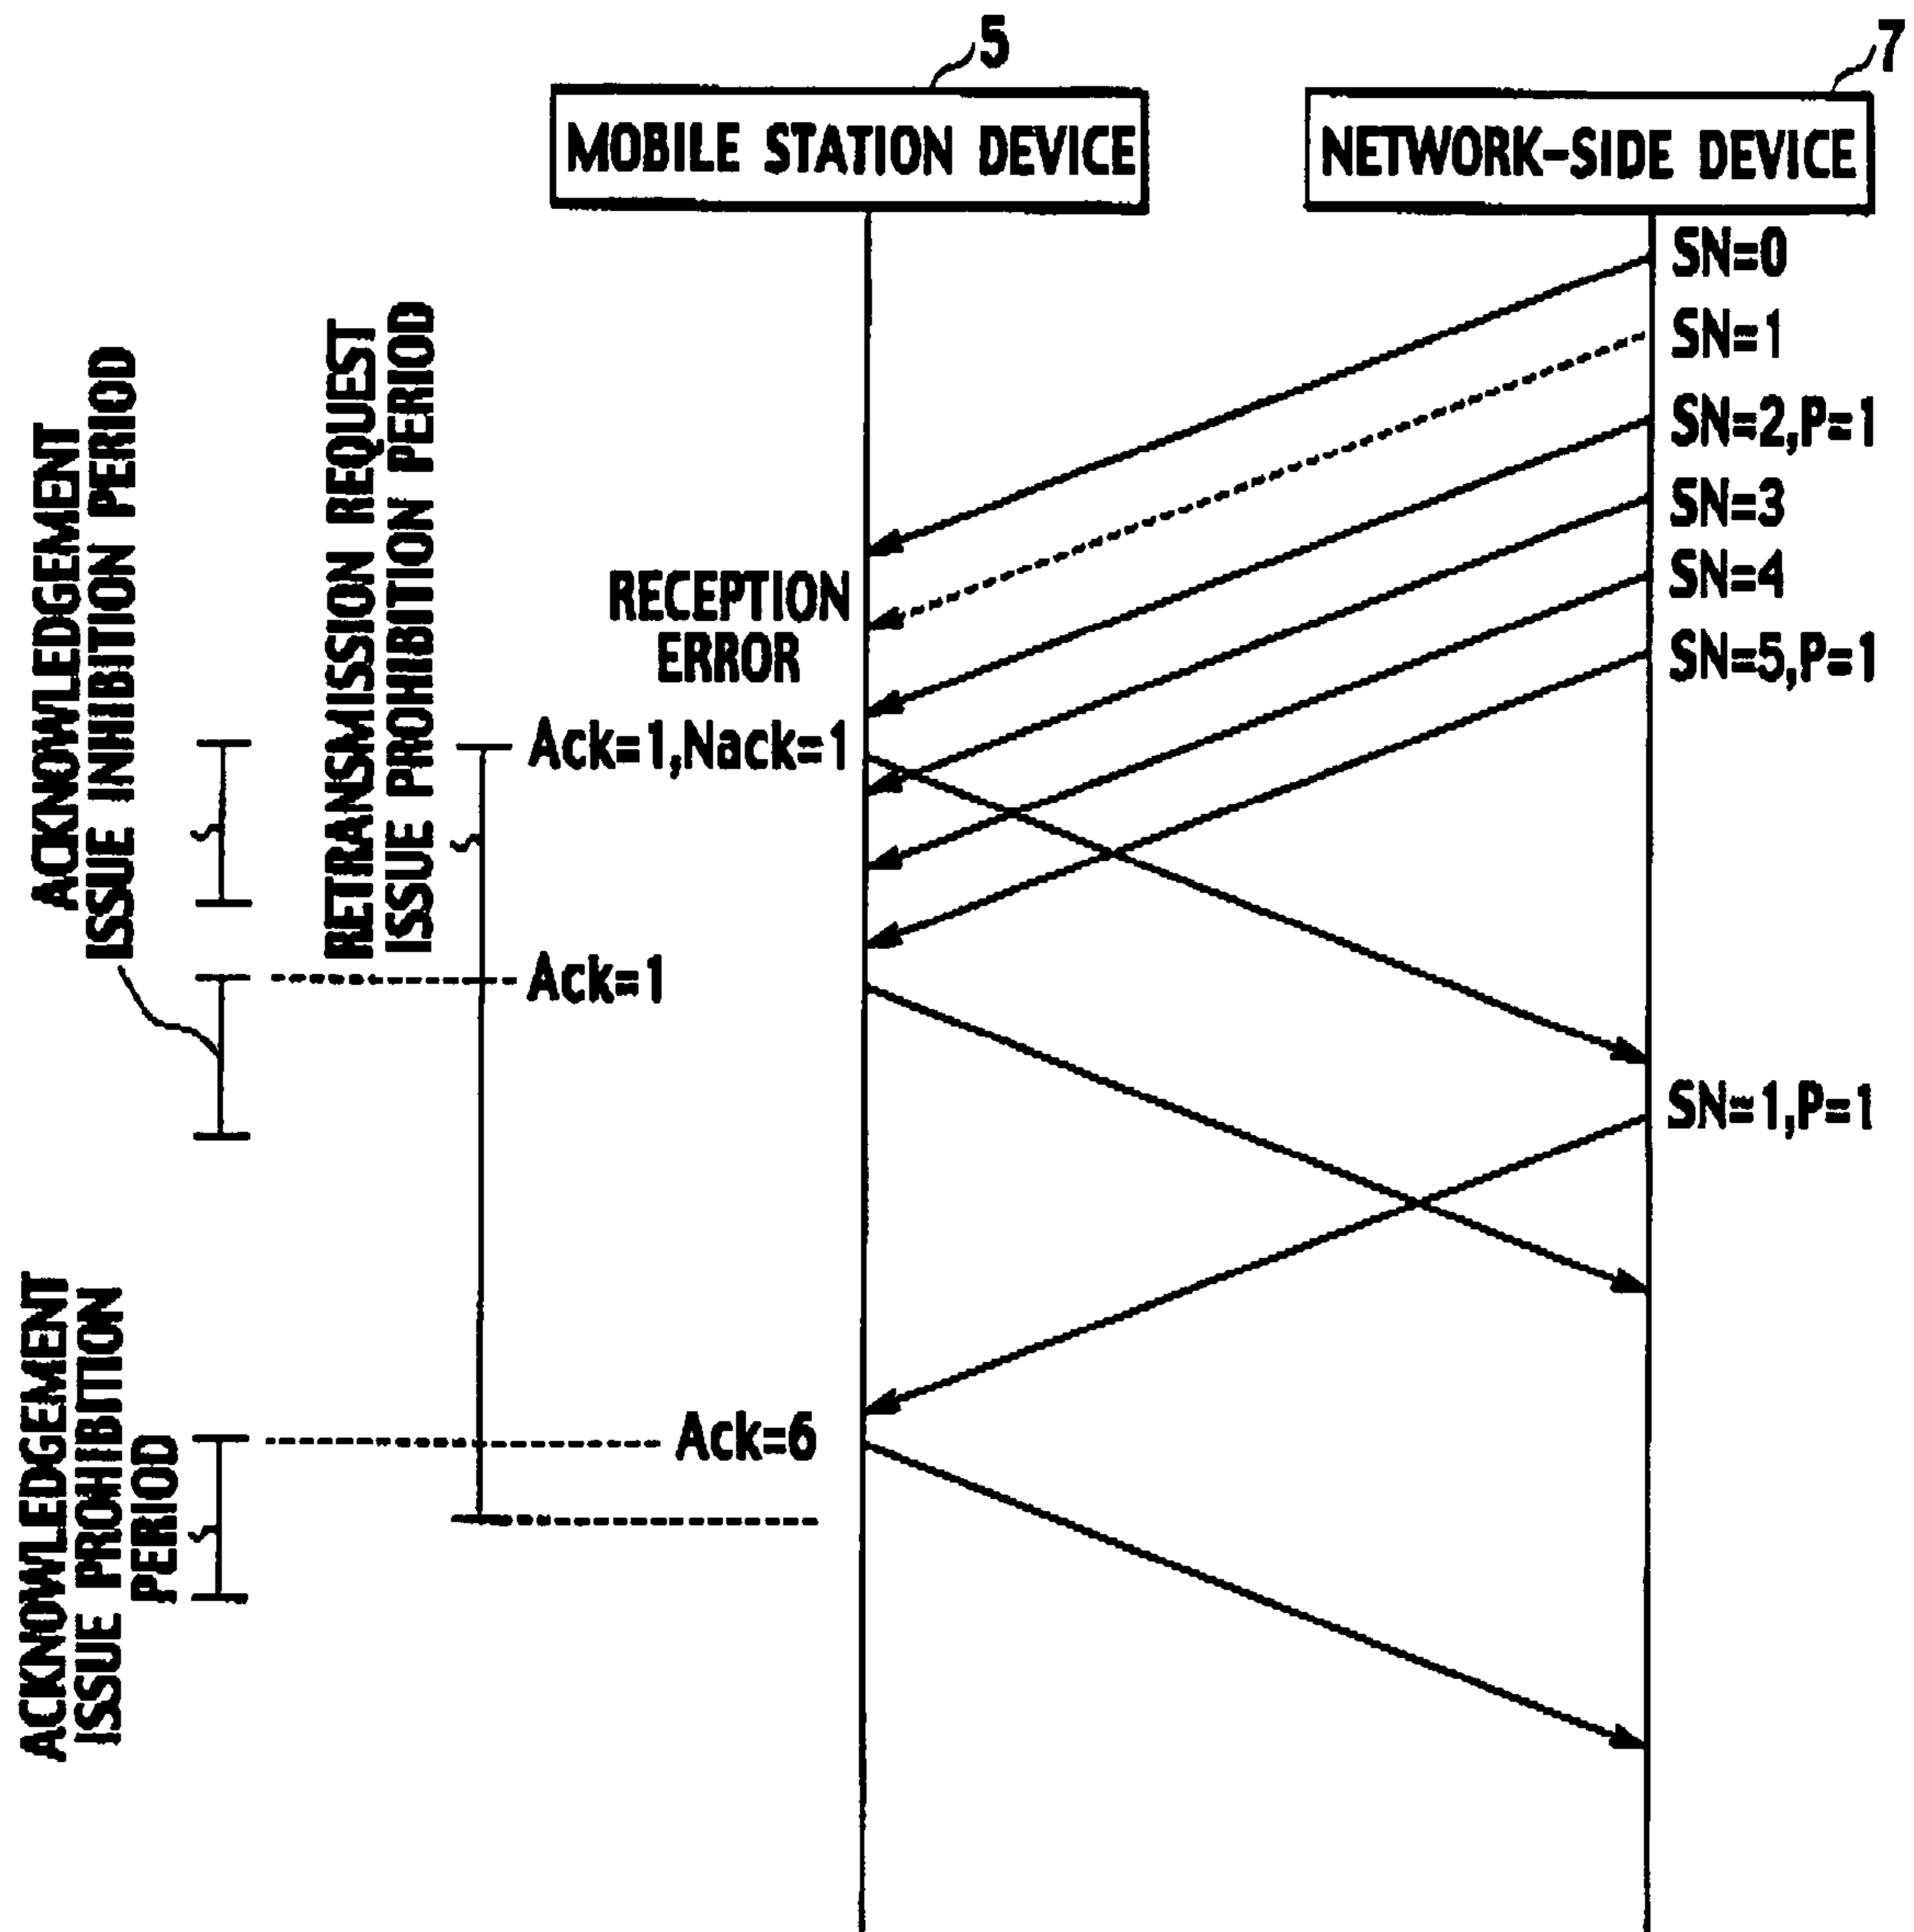 5
7
MOBILE STATION DEVICE
NETWORK-SIDE DEVICE
SN=0
SN=1
SN=2,P=1
SN=3
SN=4
SN=5,P=1
ACKNOWLEDGEMENT
ISSUE INHIBITION PERIOD
RETRANSMISSION REQUEST
ISSUE PROHIBITION PERIOD
RECEPTION
ERROR
Ack=1,Nack=1
Ack=1
SN=1,P=1
ACKNOWLEDGEMENT
ISSUE PROHIBITION
PERIOD
Ack=6